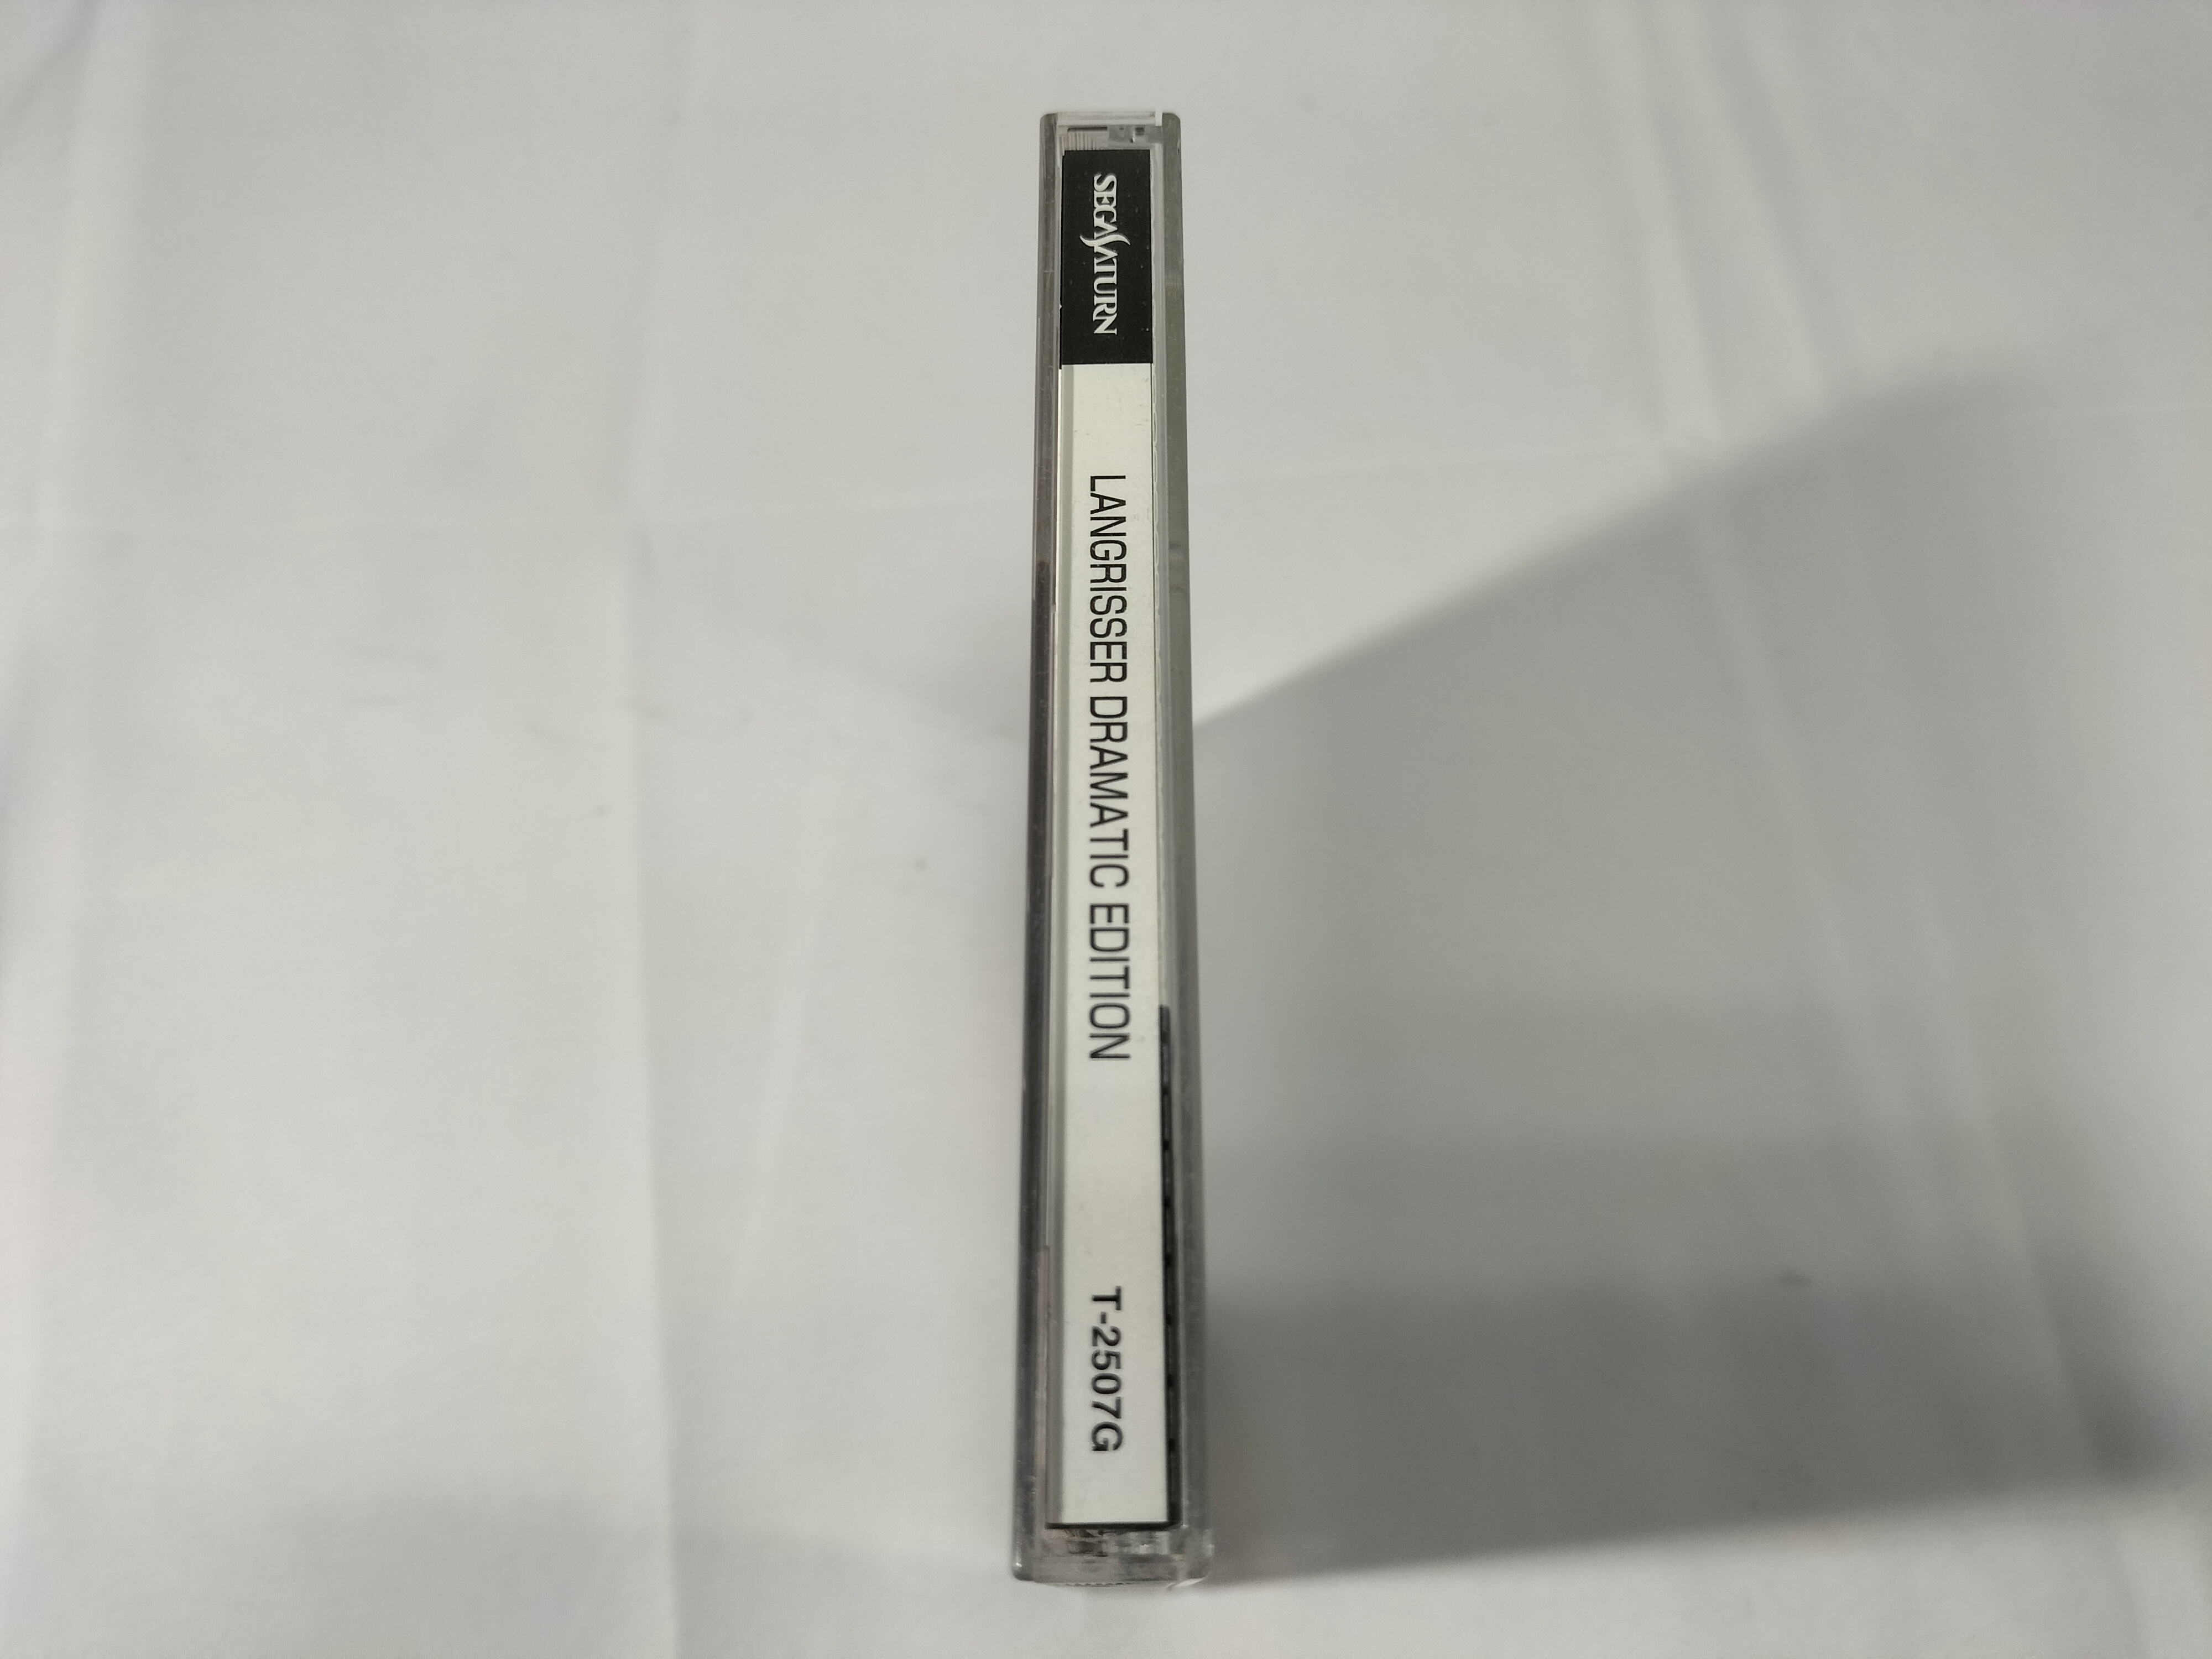 SEGA SATURN
LANGRISSER DRAMATIC EDITION
T-2507G